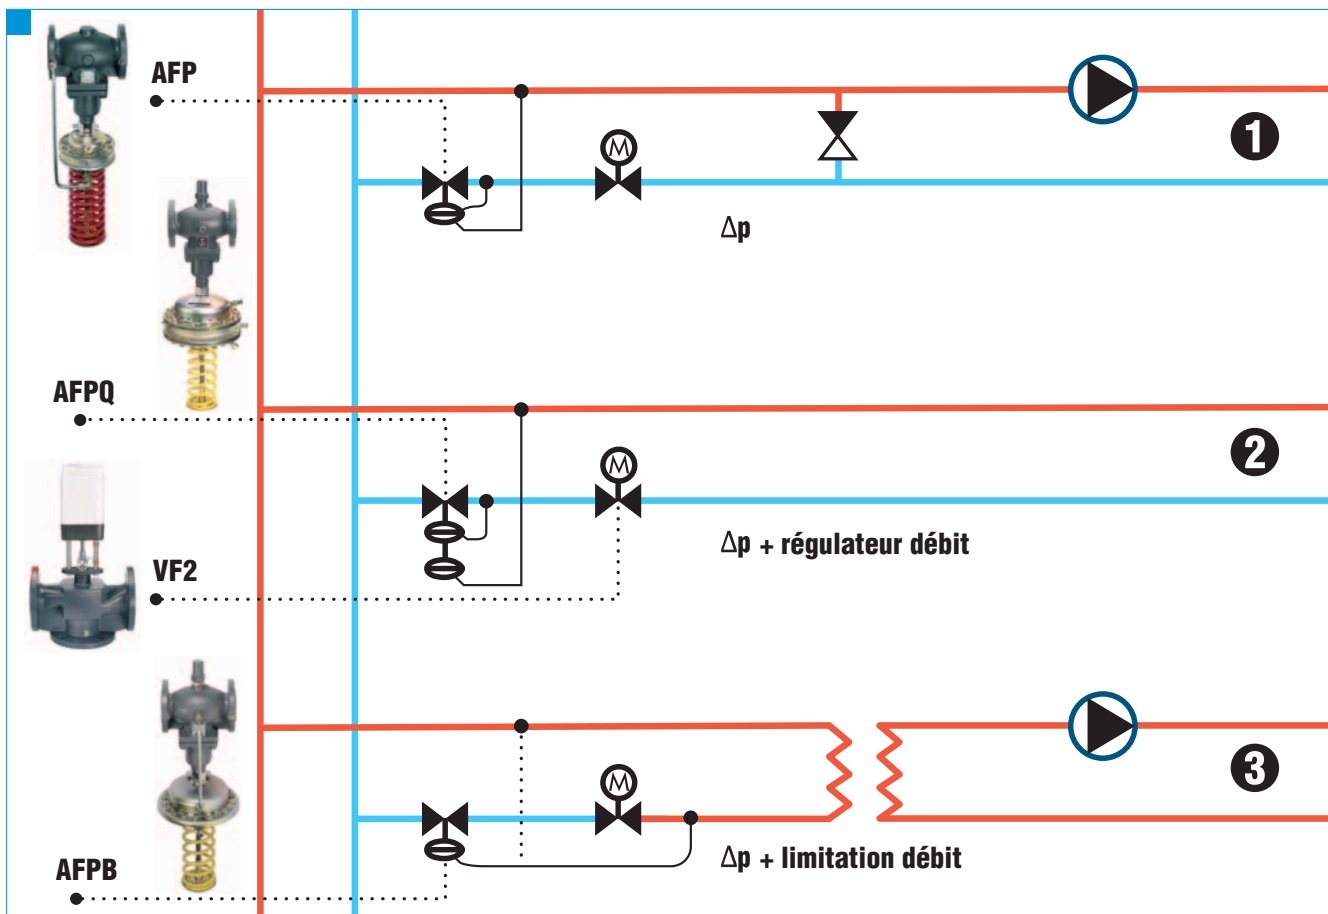 AFP
M
1
Δp
AFPQ
M
2
Δp + régulateur débit
VF2
M
3
Δp + limitation débit
AFPB